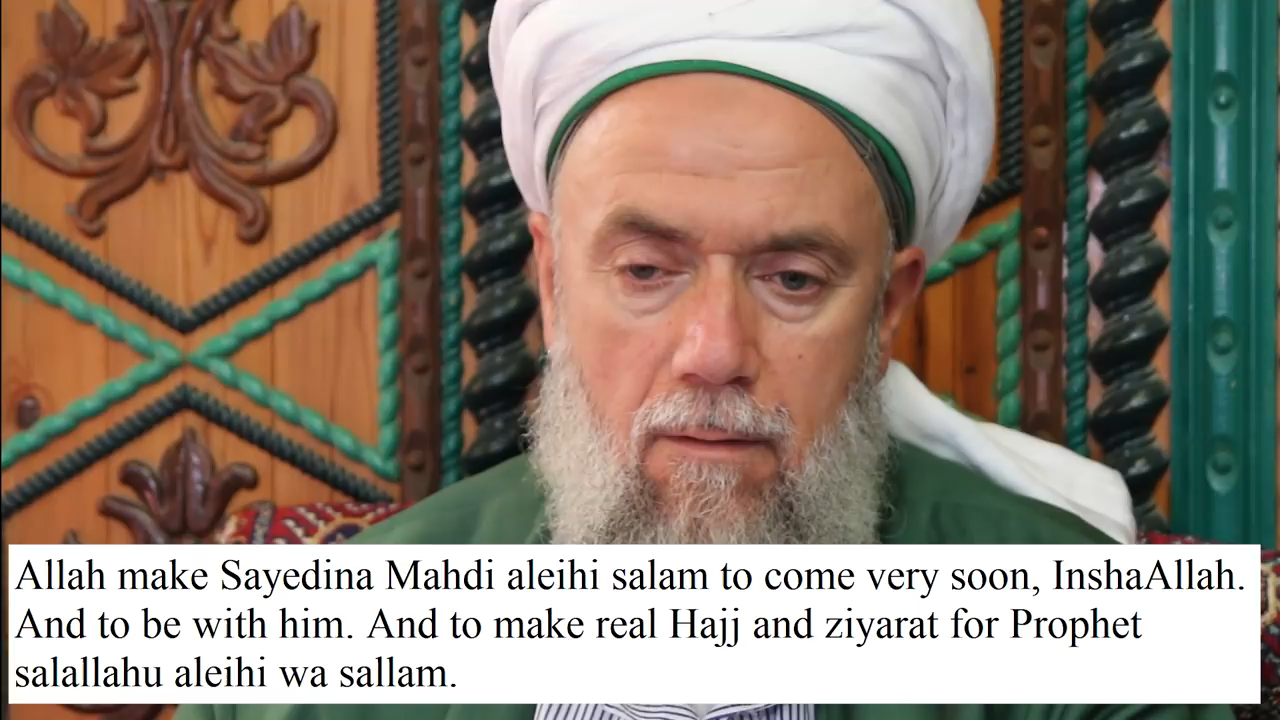 Allah make Sayedina Mahdi aleihi salam to come very soon, InshaAllah.
And to be with him. And to make real Hajj and ziyarat for Prophet
salallahu aleihi wa sallam.